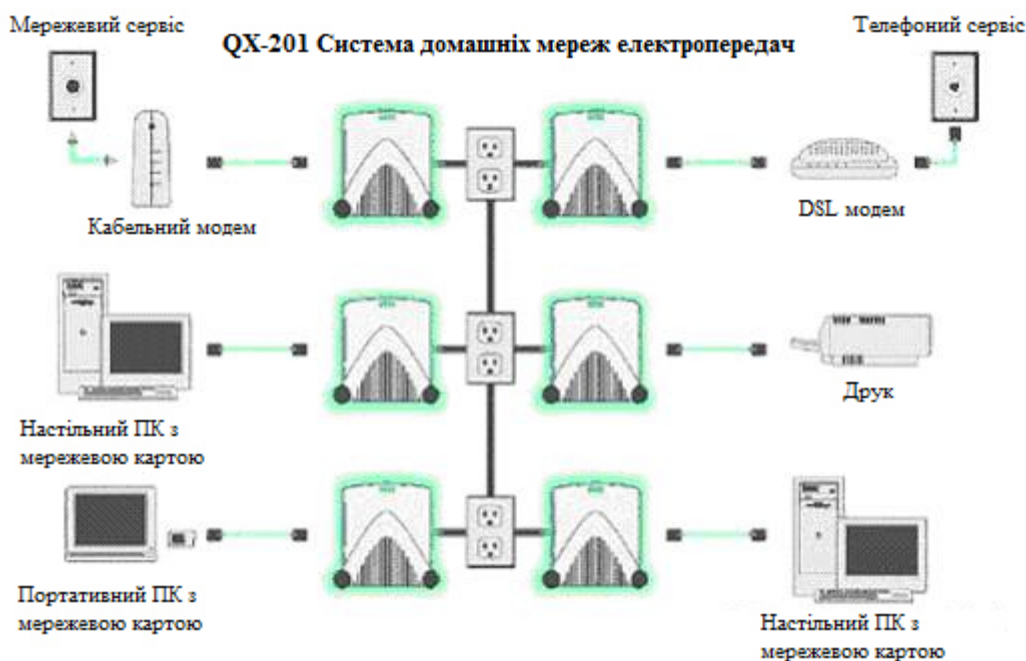 Мережевий сервіс
Телефоний сервіс
QX-201 Система домашніх мереж електропередач
Кабельний модем
DSL модем
Друк
Настільний ПК з
мережевою картою
Портативний ПК з
мережевою картою
Настільний ПК з
мережевою картою